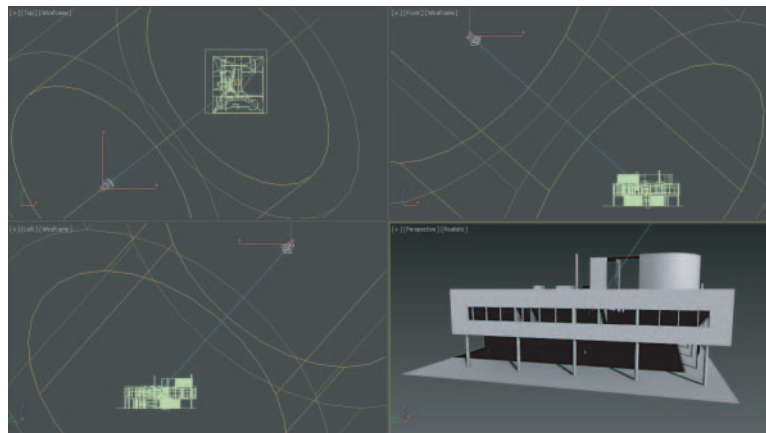 [+] [Top] [Wireframe]
[+] [Front] [Wireframe]
[+] [Left] [Wireframe]
[+] [Perspective] [Realistic]